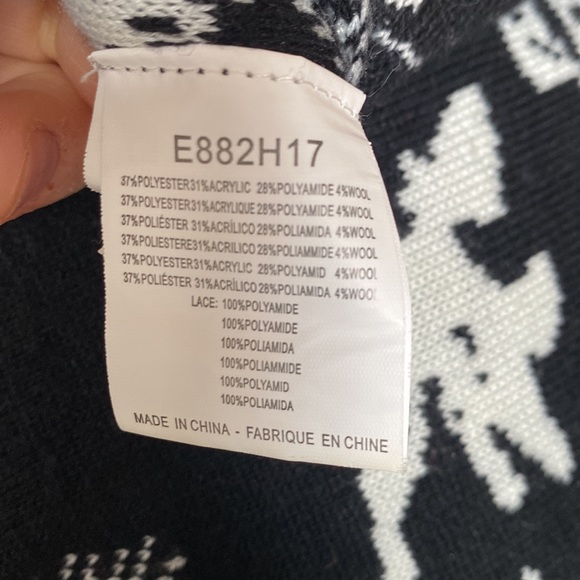 E882H17
37%POLYESTER31%ACRYLIC 28%POLYAMIDE 4%WOOL
37%POLYESTER31%ACRYLIQUE 28%POLYAMIDE 4%WOOL
37%POLIÉSTER 31%ACRÍLICO 28%POLIAMIDA 4%WOOL
37%POLIESTERE31%ACRILICO 28%POLIAMMIDE 4%WOOL
37%POLYESTER31%ACRYLIC 28%POLYAMID 4%WOOL
37%POLIÉSTER 31%ACRÍLICO 28%POLIAMIDA 4%WOOL
LACE: 100%POLYAMIDE
100%POLYAMIDE
100%POLIAMIDA
100%POLIAMMIDE
100%POLYAMID
100%POLIAMIDA
MADE IN CHINA - FABRIQUE EN CHINE